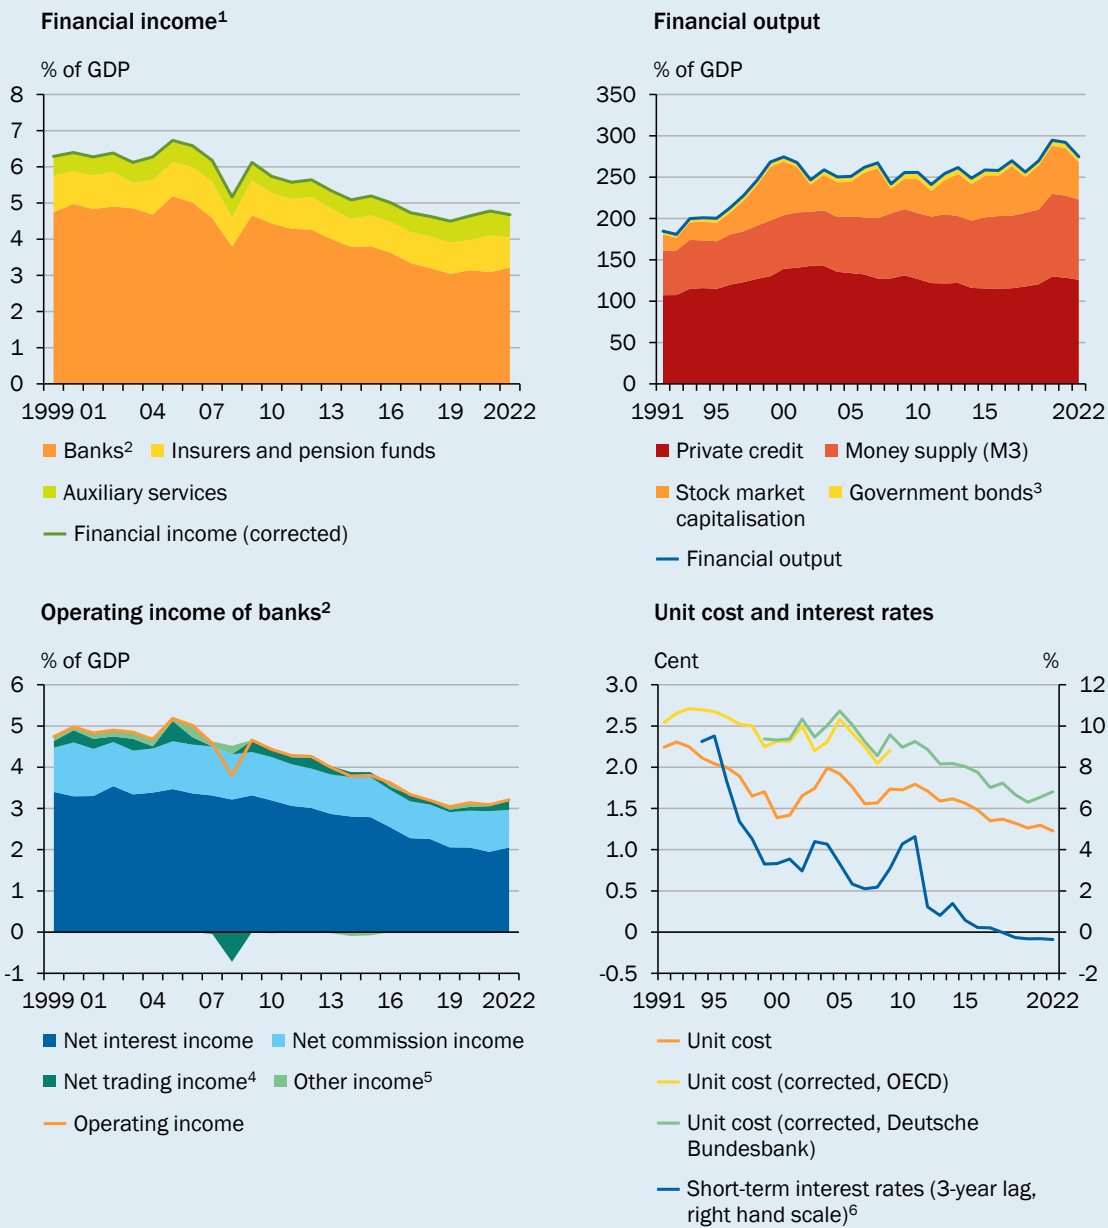 Financial income¹
% of GDP
8
7
6
5
4
3
2
1
0
1999 01 04 07 10 13 16 19 2022
Banks² Insurers and pension funds
Auxiliary services
Financial income (corrected)
Financial output
% of GDP
350
300
250
200
150
100
50
0
1991 95 00 05 10 15 2022
Private credit Money supply (M3)
Stock market Government bonds³
capitalisation
Financial output
Operating income of banks²
% of GDP
6
5
4
3
2
1
0
-1
1999 01 04 07 10 13 16 19 2022
Net interest income Net commission income
Net trading income⁴ Other income⁵
Operating income
Unit cost and interest rates
Cent %
3.0 12
2.5 10
2.0 8
1.5 6
1.0 4
0.5 2
0 0
-0.5 -2
1991 95 00 05 10 15 2022
Unit cost
Unit cost (corrected, OECD)
Unit cost (corrected, Deutsche
Bundesbank)
Short-term interest rates (3-year lag,
right hand scale)⁶